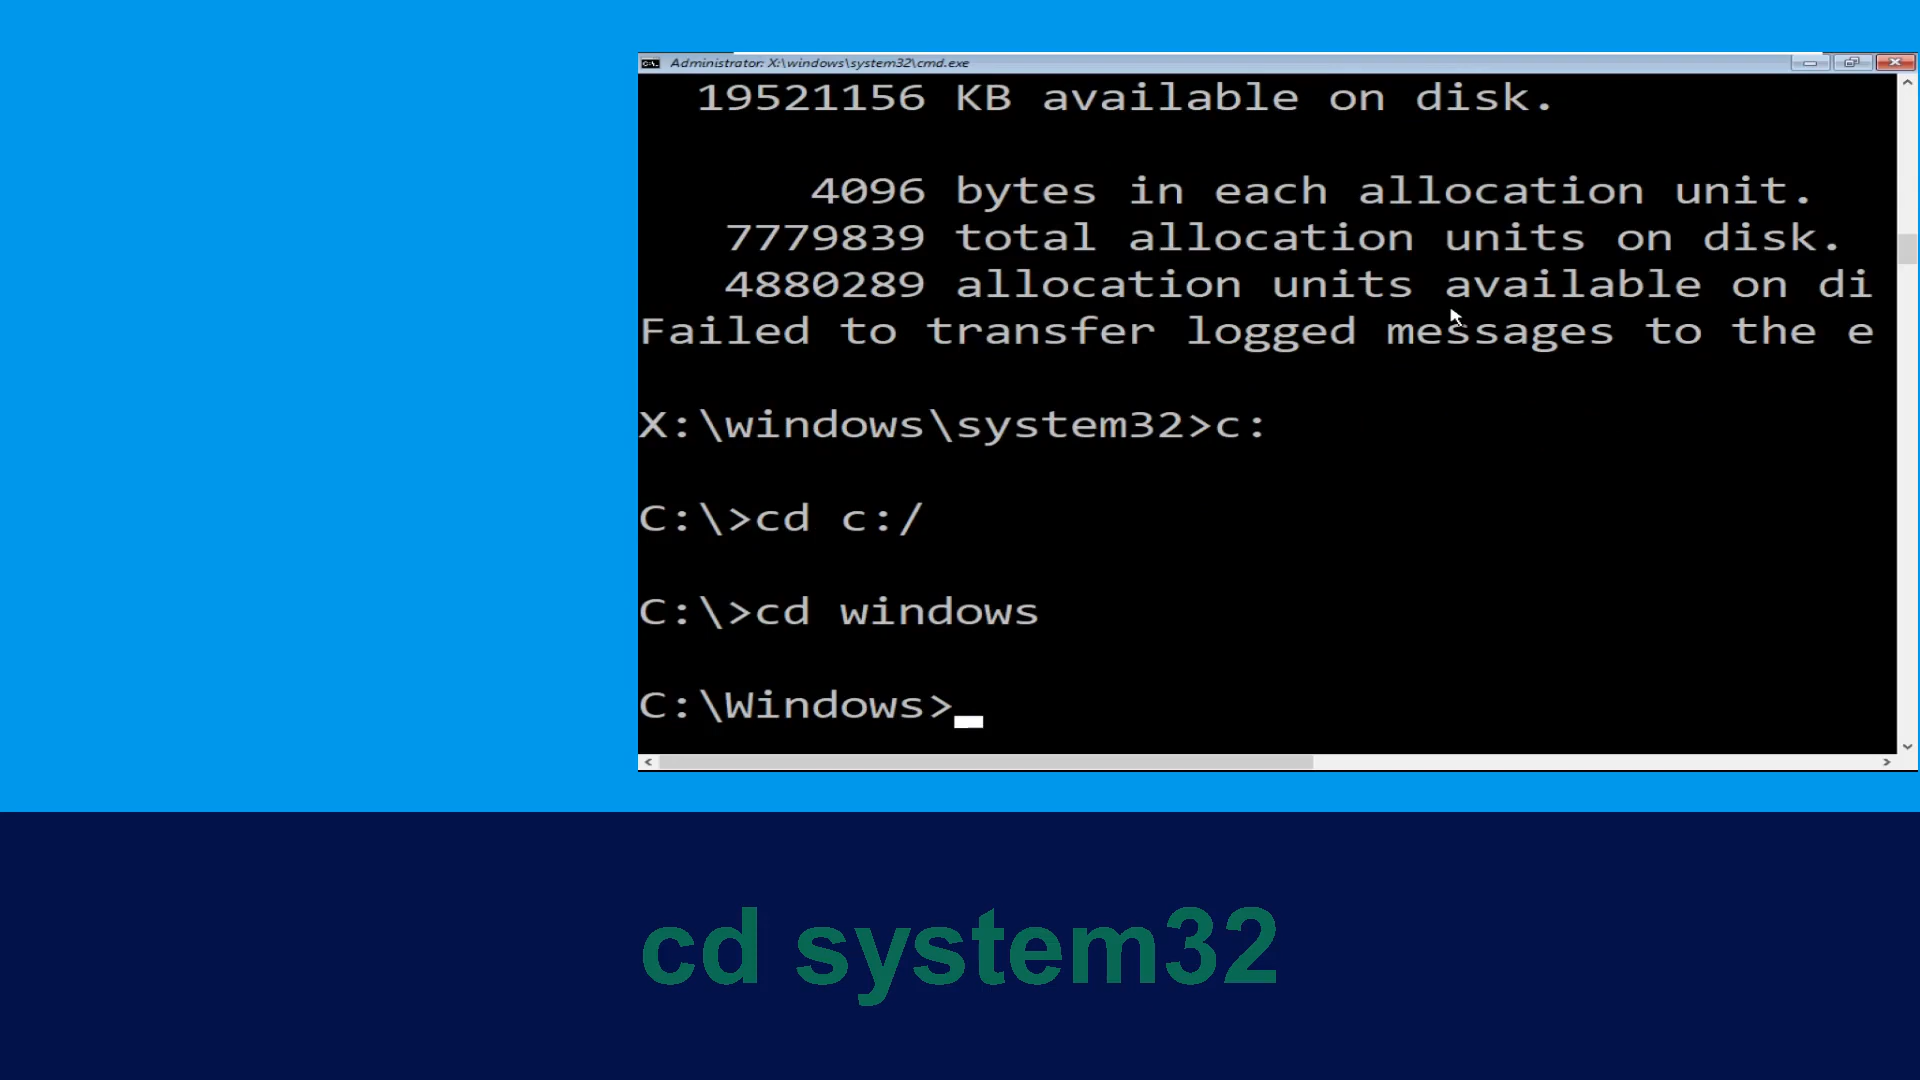 Administrator: X:\windows\system32\cmd.exe
19521156 KB available on disk.
4096 bytes in each allocation unit.
7779839 total allocation units on disk.
4880289 allocation units available on di
Failed to transfer logged messages to the e
X:\windows\system32>c:
C:\>cd c:/
C:\>cd windows
C:\Windows>_
cd system32